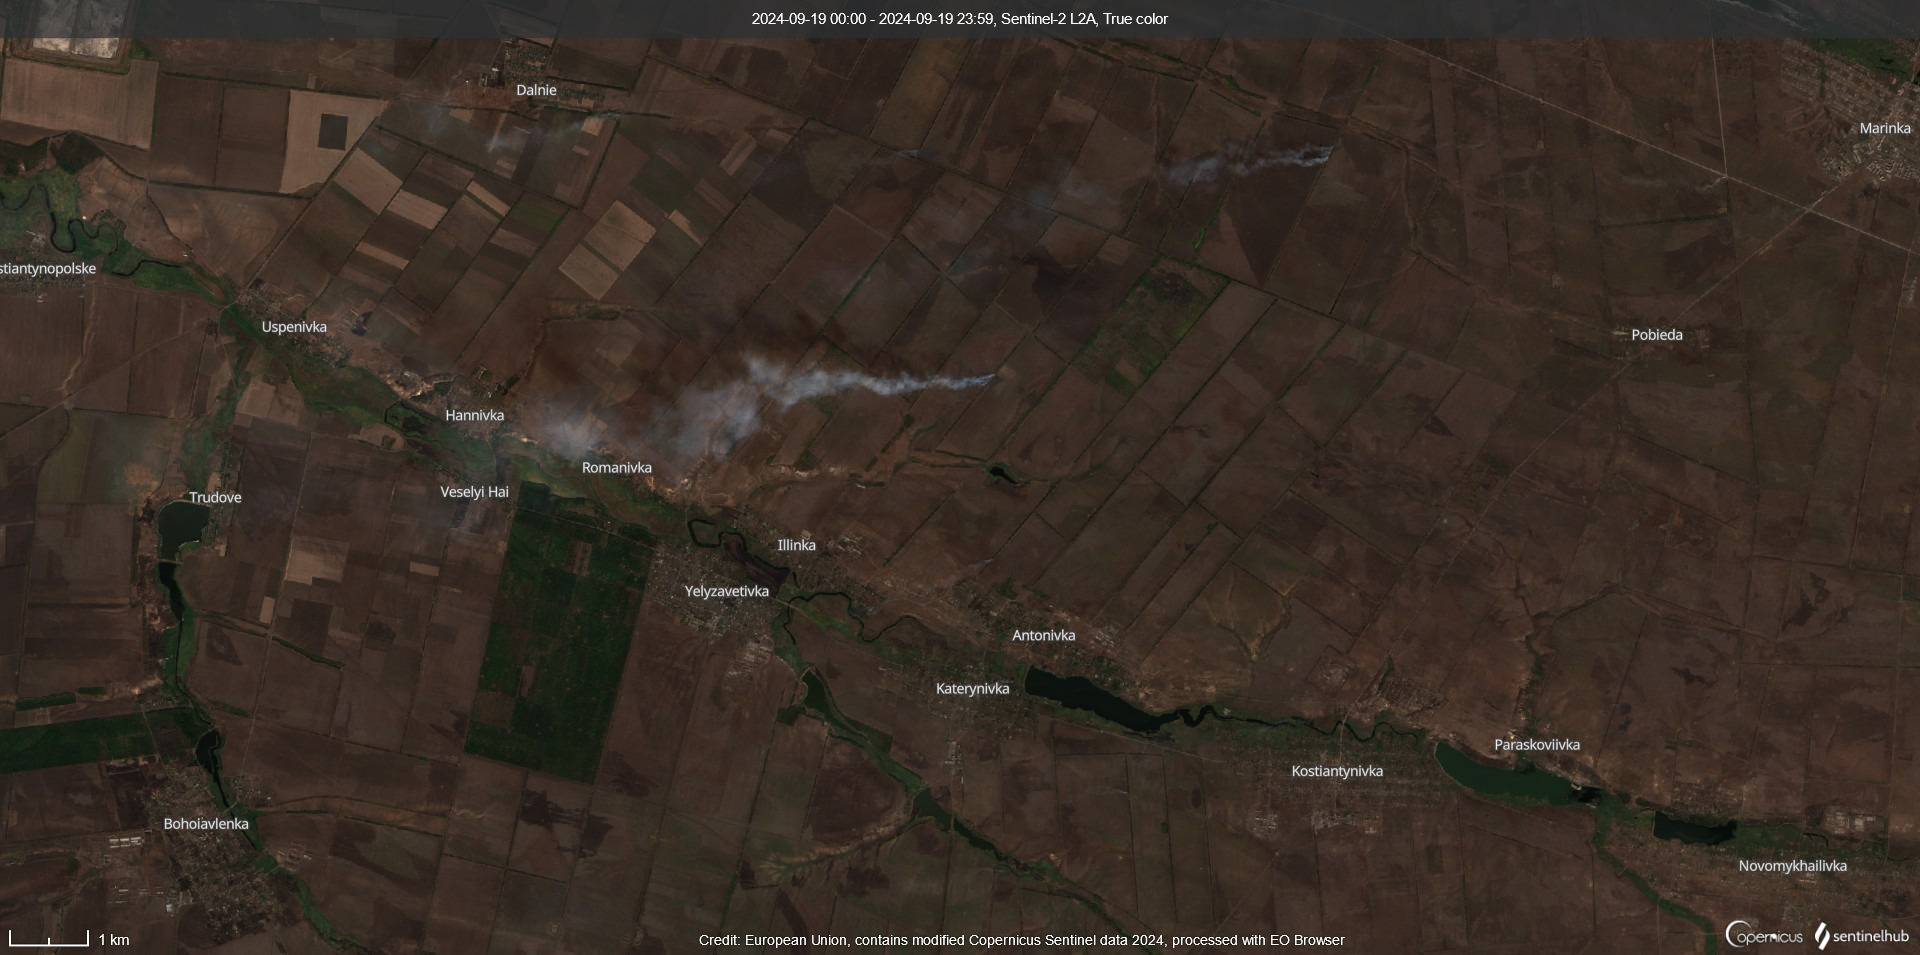 2024-09-19 00:00 - 2024-09-19 23:59, Sentinel-2 L2A, True color
Dalnie
Marinka
stiantynopolske
Uspenivka
Pobieda
Hannivka
Romanivka
Veselyi Hai
Trudove
Illinka
Yelyzavetivka
Antonivka
Katerynivka
Paraskoviivka
Kostiantynivka
Bohoiavlenka
Novomykhailivka
1 km
Credit: European Union, contains modified Copernicus Sentinel data 2024, processed with EO Browser
Copernicus
sentinelhub